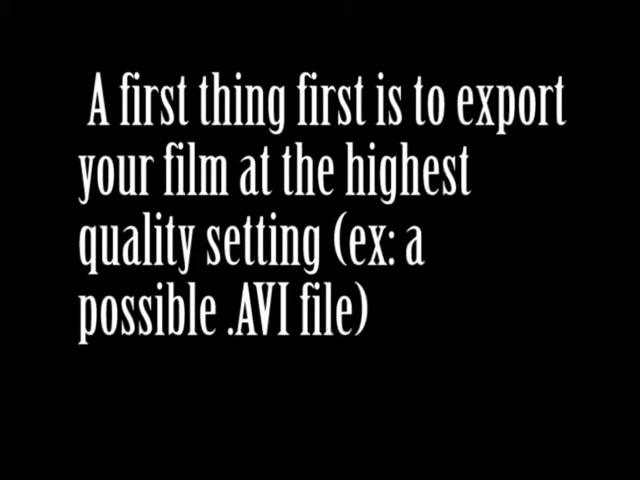 A first thing first is to export
your film at the highest
quality setting (ex: a
possible .AVI file)